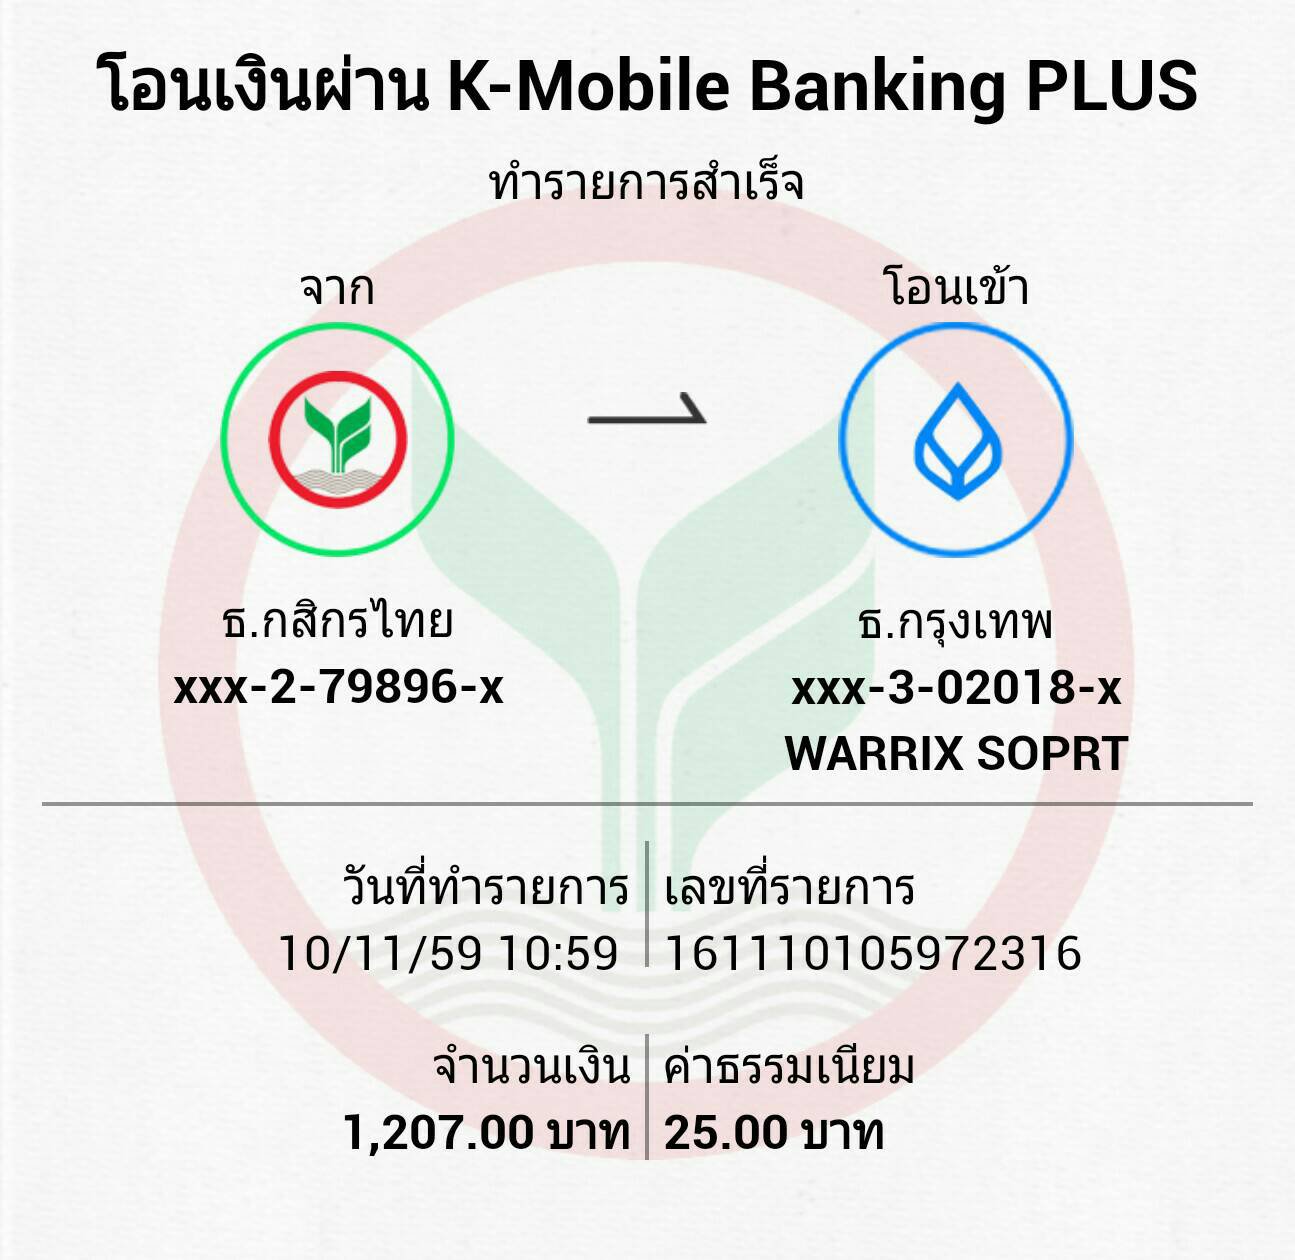 โอนเงินผ่าน K-Mobile Banking PLUS
ทำรายการสำเร็จ
จาก
โอนเข้า
ธ.กสิกรไทย
ธ.กรุงเทพ
xxx-2-79896-x
xxx-3-02018-x
WARRIX SOPRT
วันที่ทำรายการ
เลขที่รายการ
10/11/59 10:59
161110105972316
จำนวนเงิน
ค่าธรรมเนียม
1,207.00 บาท
25.00 บาท